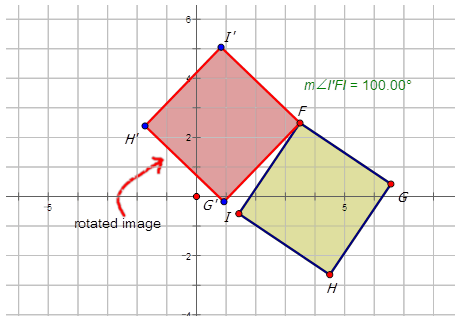 6
I'
4
m∠I'FI = 100.00°
F
H'
2
-5
G'
5
G
I
rotated image
-2
H
-4